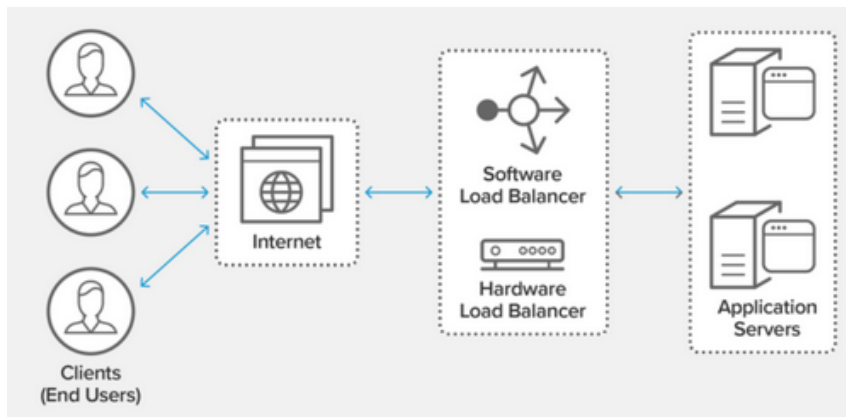 Clients
(End Users)
Internet
Software
Load Balancer
Hardware
Load Balancer
Application
Servers